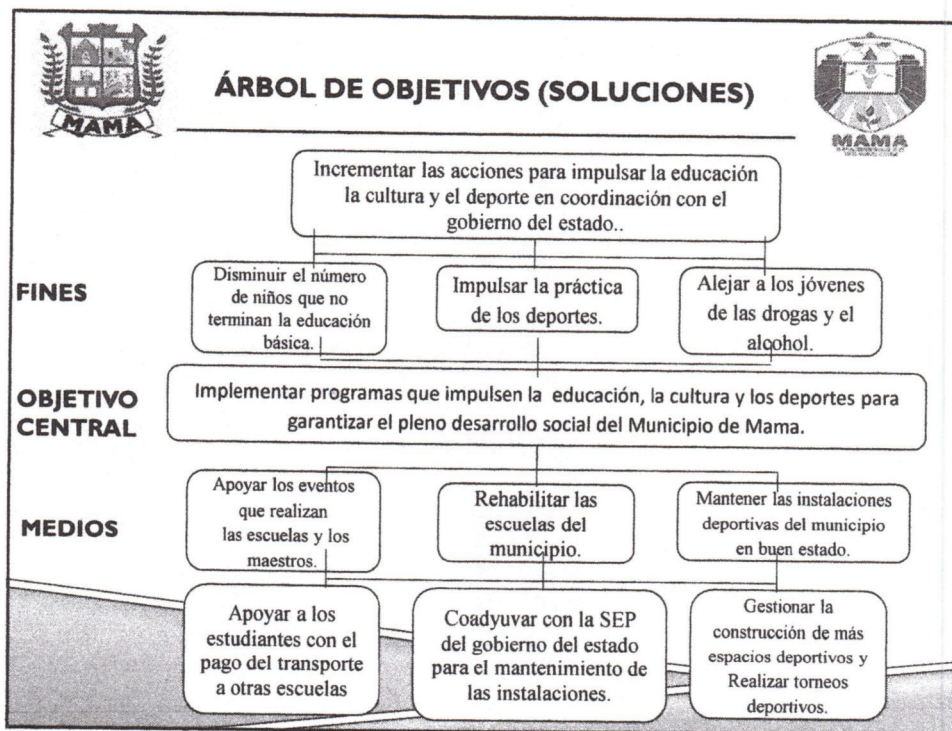 MAMA
ÁRBOL DE OBJETIVOS (SOLUCIONES)
MAMA
Incrementar las acciones para impulsar la educación
la cultura y el deporte en coordinación con el
gobierno del estado..
FINES
Disminuir el número
de niños que no
terminan la educación
básica.
Impulsar la práctica
de los deportes.
Alejar a los jóvenes
de las drogas y el
alcohol.
OBJETIVO
CENTRAL
Implementar programas que impulsen la educación, la cultura y los deportes para
garantizar el pleno desarrollo social del Municipio de Mama.
MEDIOS
Apoyar los eventos
que realizan
las escuelas y los
maestros.
Rehabilitar las
escuelas del
municipio.
Mantener las instalaciones
deportivas del municipio
en buen estado.
Apoyar a los
estudiantes con el
pago del transporte
a otras escuelas
Coadyuvar con la SEP
del gobierno del estado
para el mantenimiento de
las instalaciones.
Gestionar la
construcción de más
espacios deportivos y
Realizar torneos
deportivos.